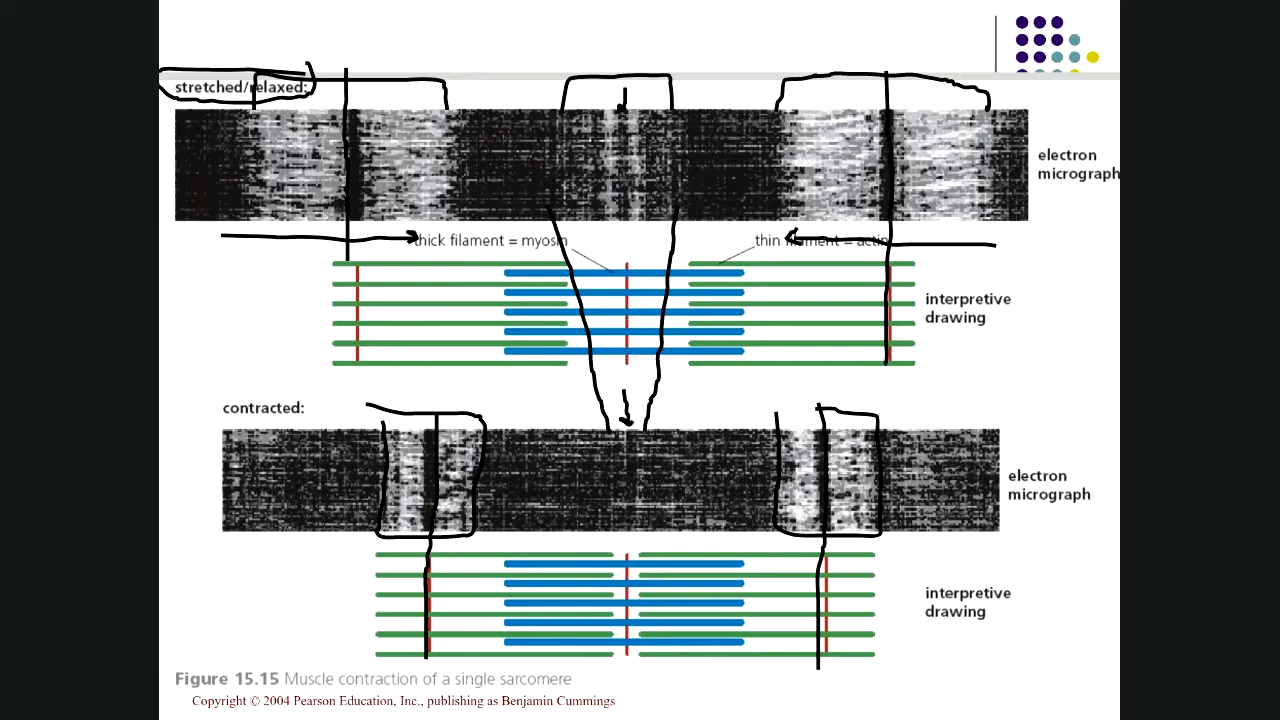 stretched/relaxed:
electron
micrograph
thick filament = myosin
thin filament = actin
interpretive
drawing
contracted:
electron
micrograph
interpretive
drawing
Figure 15.15 Muscle contraction of a single sarcomere
Copyright © 2004 Pearson Education, Inc., publishing as Benjamin Cummings